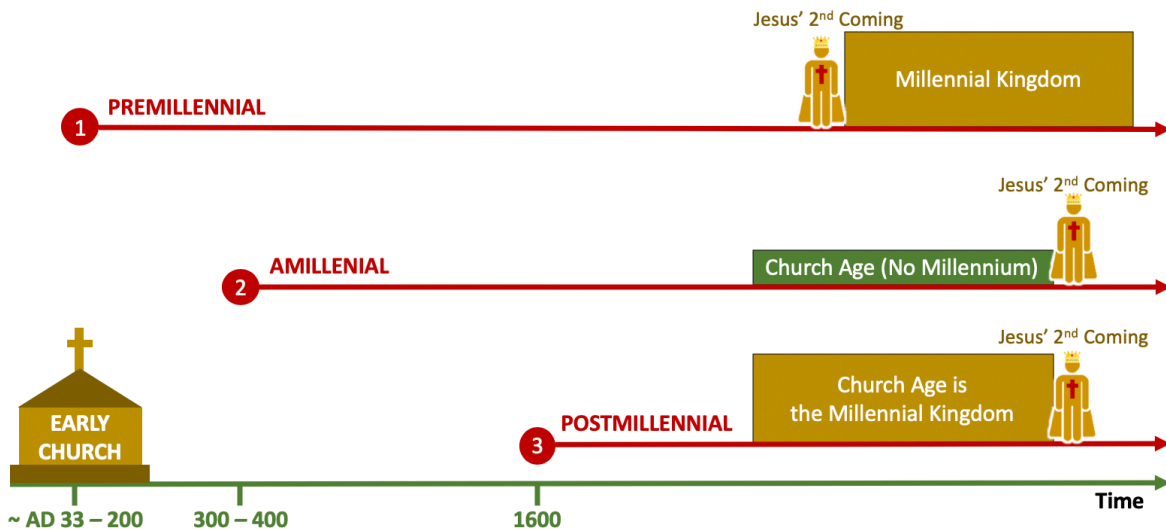 Jesus’ 2nd Coming
Millennial Kingdom
PREMILLENNIAL
1
Jesus’ 2nd Coming
AMILLENIAL
Church Age (No Millennium)
2
Jesus’ 2nd Coming
Church Age is
the Millennial Kingdom
POSTMILLENNIAL
3
EARLY
CHURCH
Time
~ AD 33 – 200
300 – 400
1600